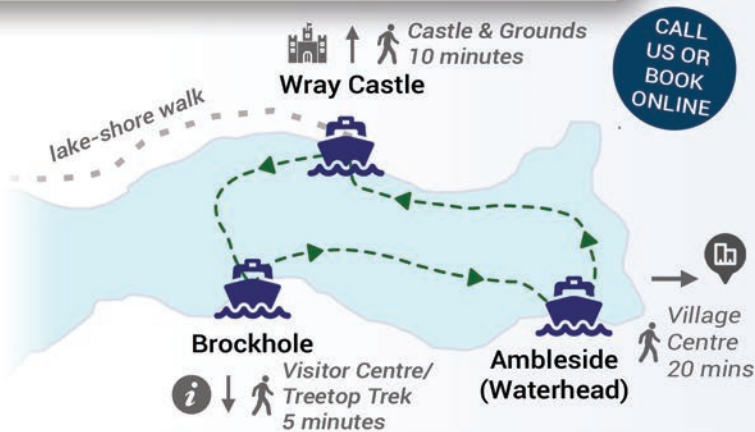 Castle & Grounds
10 minutes
Wray Castle
CALL
US OR
BOOK
ONLINE
lake-shore walk
Brockhole
Visitor Centre/
Treetop Trek
5 minutes
i
Ambleside
(Waterhead)
Village
Centre
20 mins